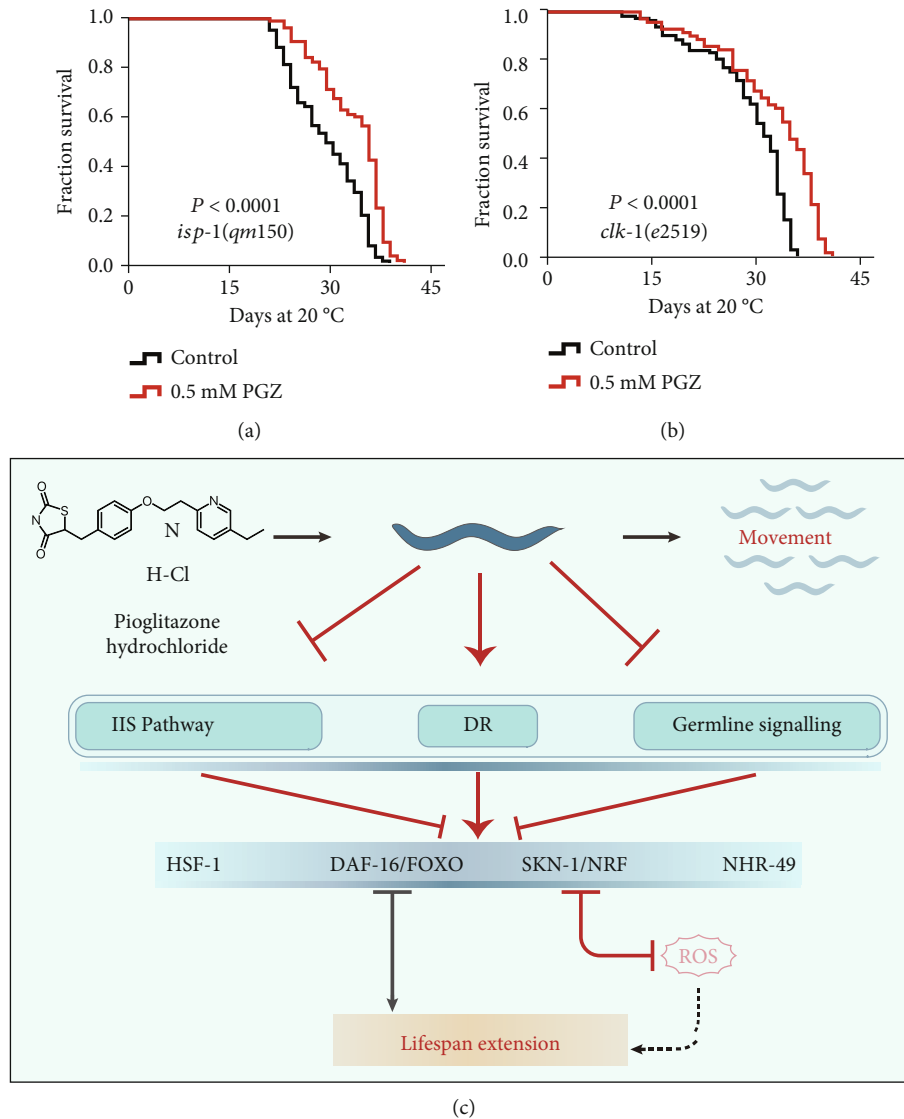 1.0
0.8
0.6
0.4
0.2
0.0
Fraction survival
P < 0.0001
isp-1(qm150)
0 15 30 45
Days at 20 °C
Control
0.5 mM PGZ
(a)
1.0
0.8
0.6
0.4
0.2
0.0
Fraction survival
P < 0.0001
clk-1(e2519)
0 15 30 45
Days at 20 °C
Control
0.5 mM PGZ
(b)
O
S
N
O
O
N
N
H-Cl
Pioglitazone
hydrochloride
Movement
IIS Pathway
DR
Germline signalling
HSF-1
DAF-16/FOXO
SKN-1/NRF
NHR-49
ROS
Lifespan extension
(c)